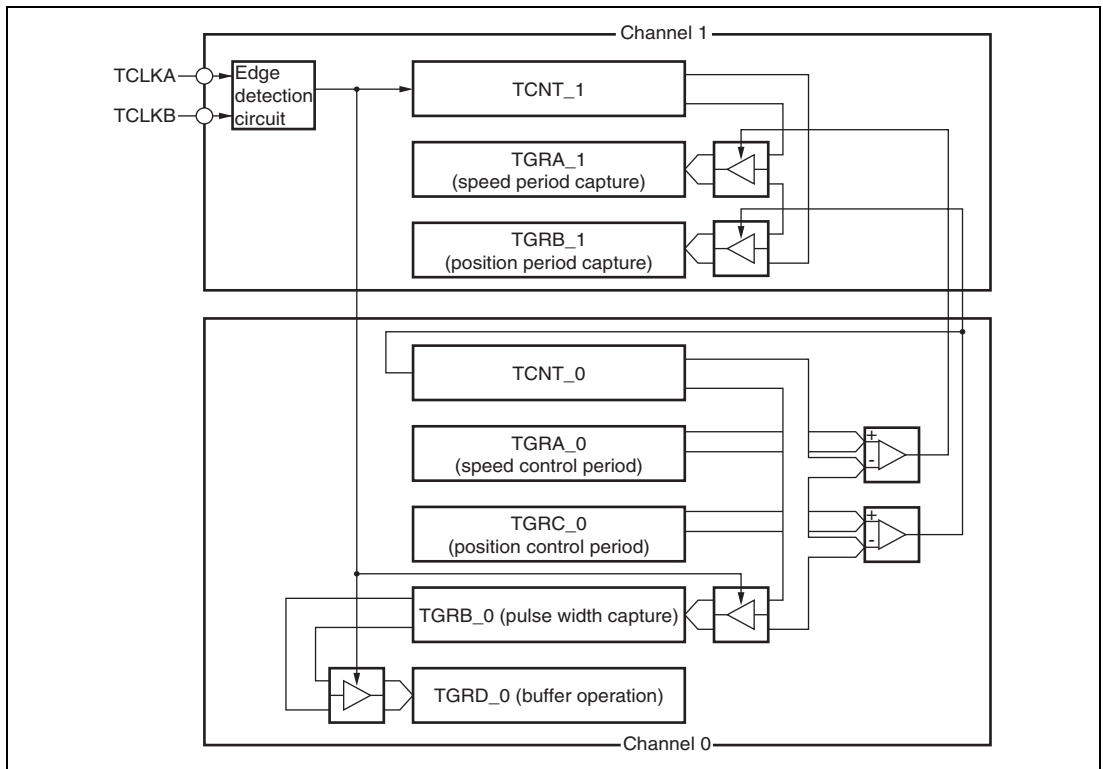 Channel 1
TCLKA
TCLKB
Edge
detection
circuit
TCNT_1
TGRA_1
(speed period capture)
TGRB_1
(position period capture)
TCNT_0
TGRA_0
(speed control period)
+
-
TGRC_0
(position control period)
+
-
TGRB_0 (pulse width capture)
TGRD_0 (buffer operation)
Channel 0